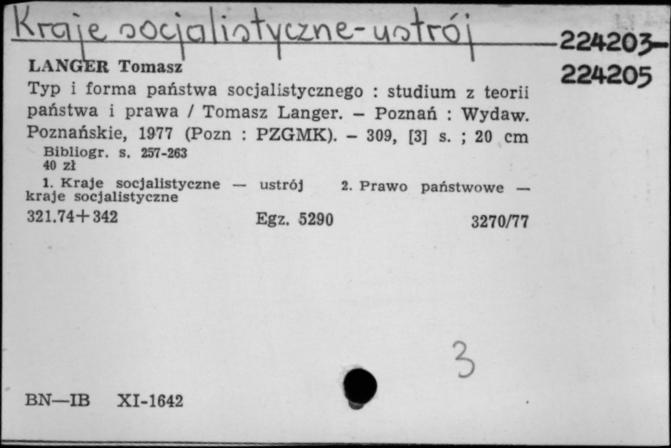 Kraje socjalistyczne-ustrój
224203-
224205
LANGER Tomasz
Typ i forma państwa socjalistycznego : studium z teorii
państwa i prawa / Tomasz Langer. — Poznań : Wydaw.
Poznańskie, 1977 (Pozn : PZGMK). — 309, [3] s. ; 20 cm
Bibliogr. s. 257-263
40 zł
1. Kraje socjalistyczne — ustrój 2. Prawo państwowe —
kraje socjalistyczne
321.74+342 Egz. 5290 3270/77
3
BN—IB XI-1642